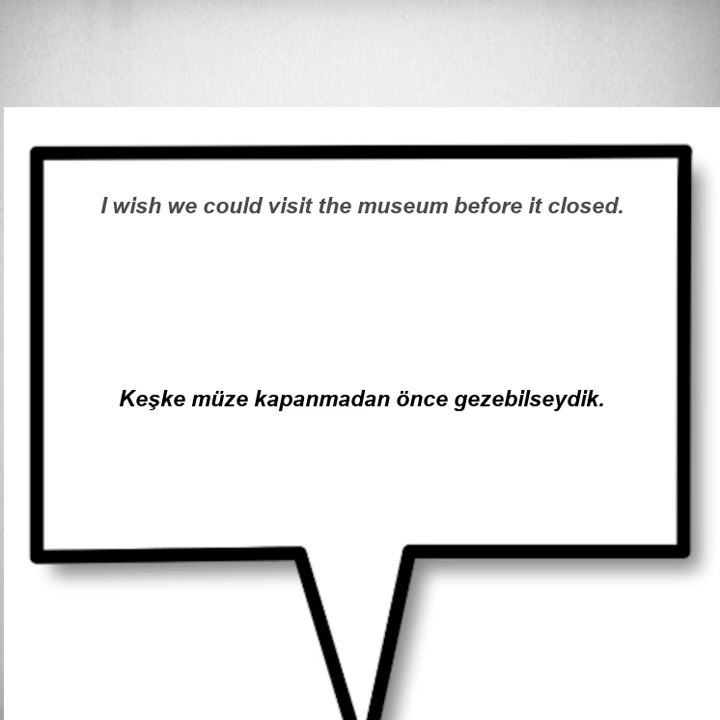 I wish we could visit the museum before it closed.
Keşke müze kapanmadan önce gezebilseydik.